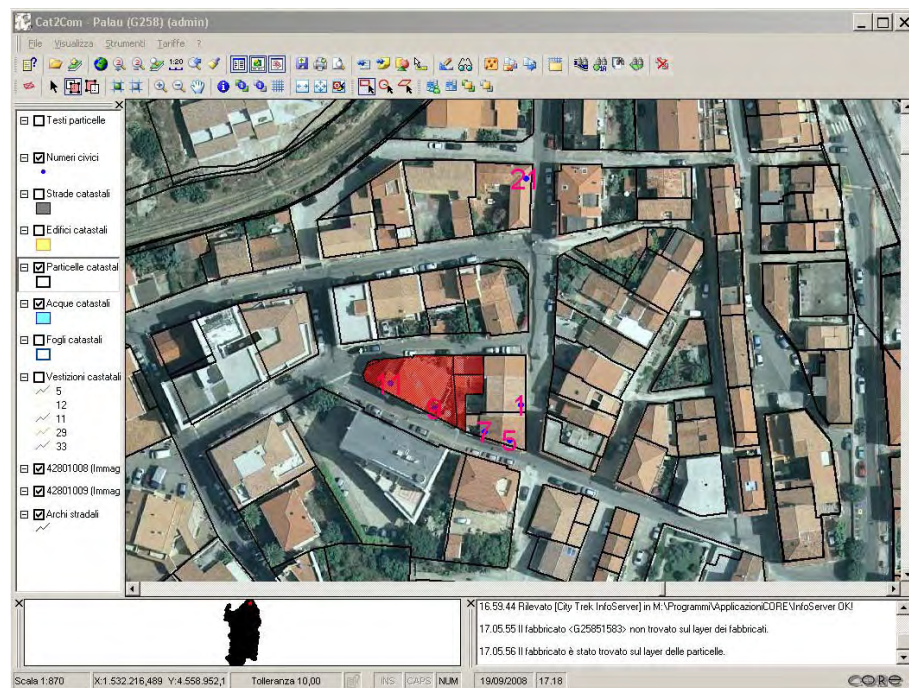 Cat2Com - Palau (G258) (admin)
File Visualizza Strumenti Tariffe ?
1:20
Testi particelle
Numeri civici
Strade catastali
Edifici catastali
Particelle catastal
Acque catastali
Fogli catastali
Vestizioni castatali
5
12
11
29
33
42801008 (Immag
42801009 (Immag
Archi stradali
21
11
9
1
7
5
16.59.44 Rilevato [City Trek InfoServer] in M:\Programmi\ApplicazioniCORE\InfoServer OK!
17.05.55 Il fabbricato <G25851583> non trovato sul layer dei fabbricati.
17.05.56 Il fabbricato è stato trovato sul layer delle particelle.
Scala 1:870 X:1.532.216,489 Y:4.558.952,1 Tolleranza 10,00 INS CAPS NUM 19/09/2008 17.18 CORe